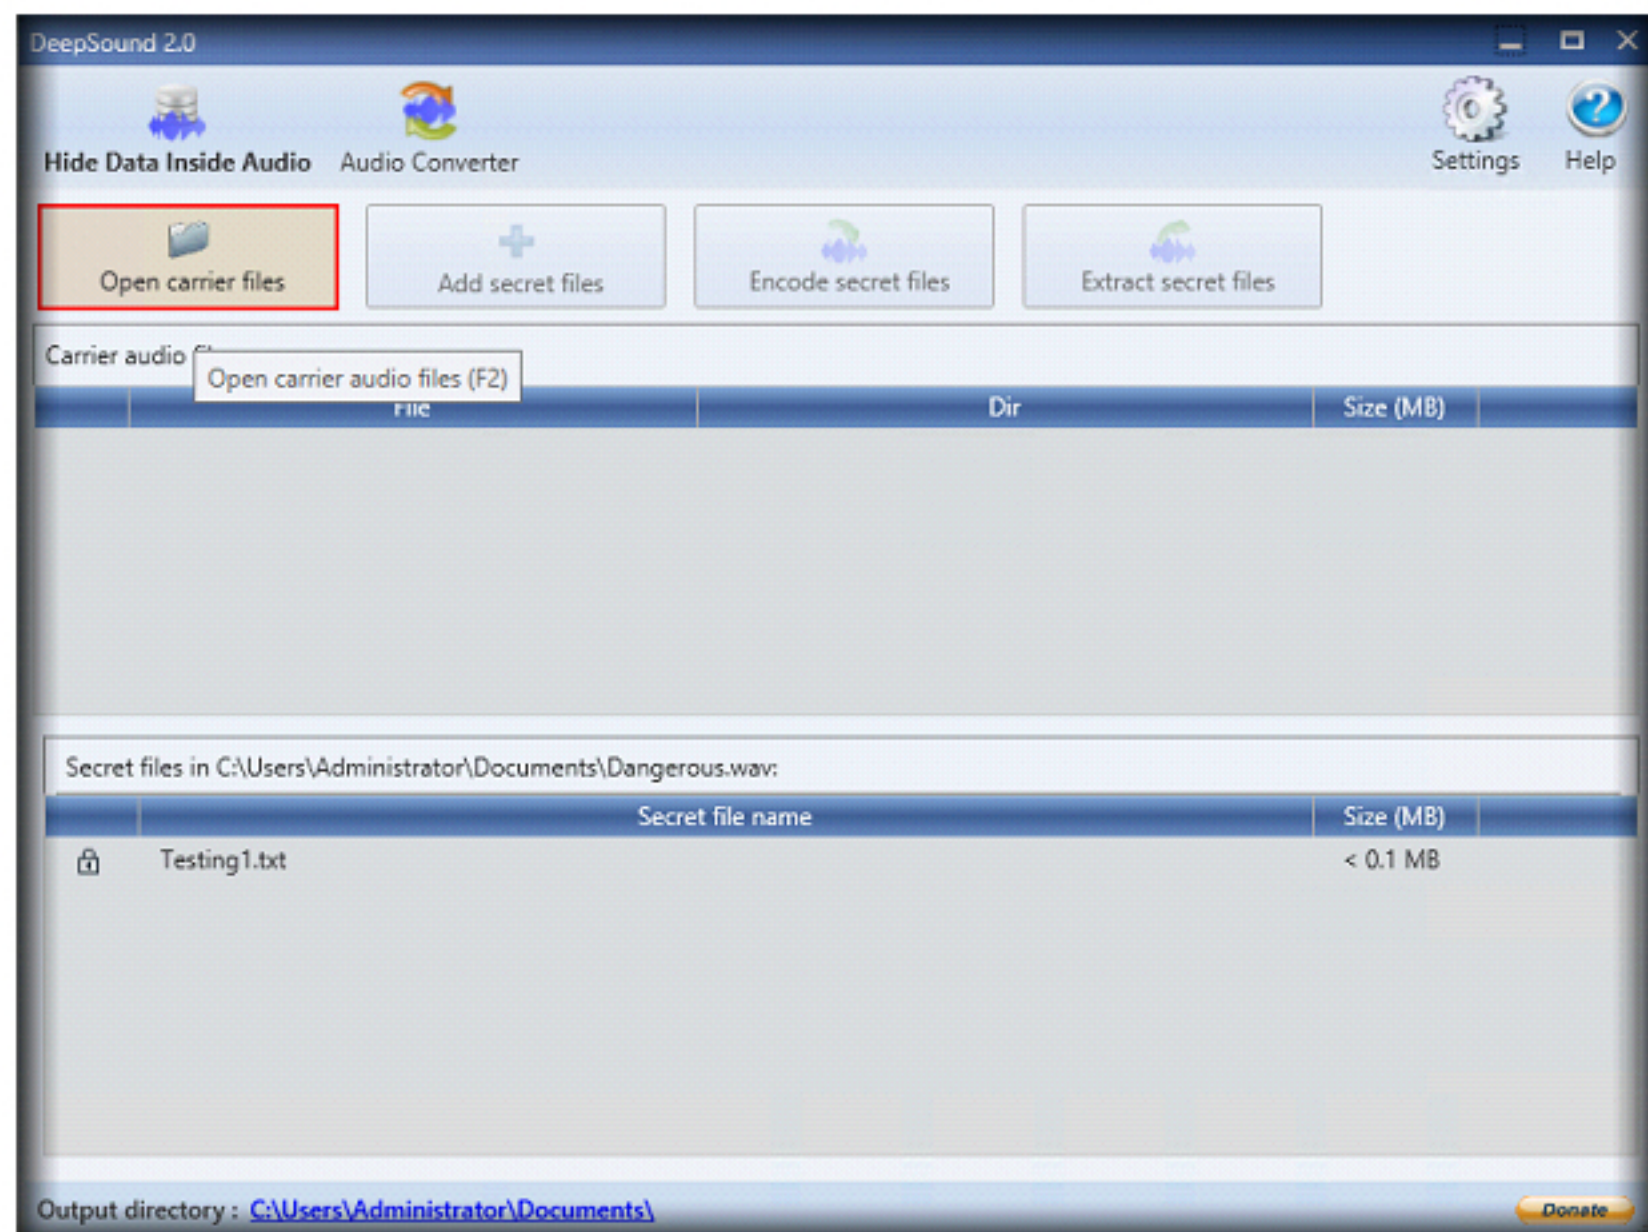 DeepSound 2.0
Hide Data Inside Audio Audio Converter Settings Help
Open carrier files Add secret files Encode secret files Extract secret files
Carrier audio
Open carrier audio files (F2)
File Dir Size (MB)
Secret files in C:\Users\Administrator\Documents\Dangerous.wav:
Secret file name Size (MB)
Testing1.txt < 0.1 MB
Output directory : C:\Users\Administrator\Documents\ Donate